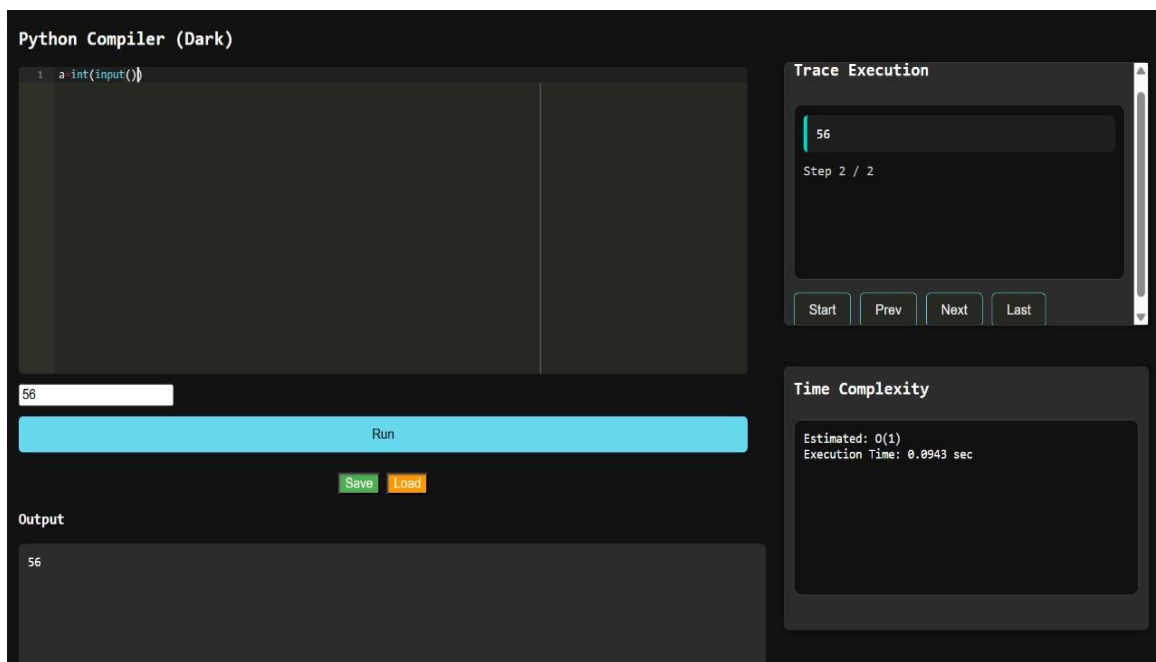 Python Compiler (Dark)
1 a=int(input())
56
Run
Save Load
Output
56
Trace Execution
56
Step 2 / 2
Start Prev Next Last
Time Complexity
Estimated: O(1)
Execution Time: 0.0943 sec